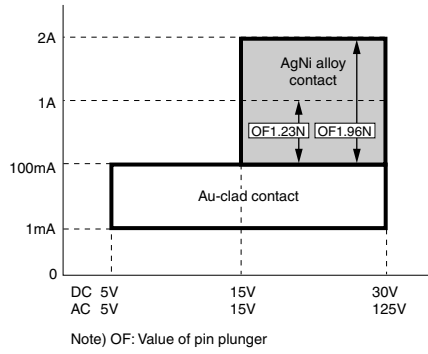 2A
AgNi alloy
contact
1A
OF1.23N OF1.96N
100mA
Au-clad contact
1mA
0
DC 5V 15V 30V
AC 5V 15V 125V
Note) OF: Value of pin plunger